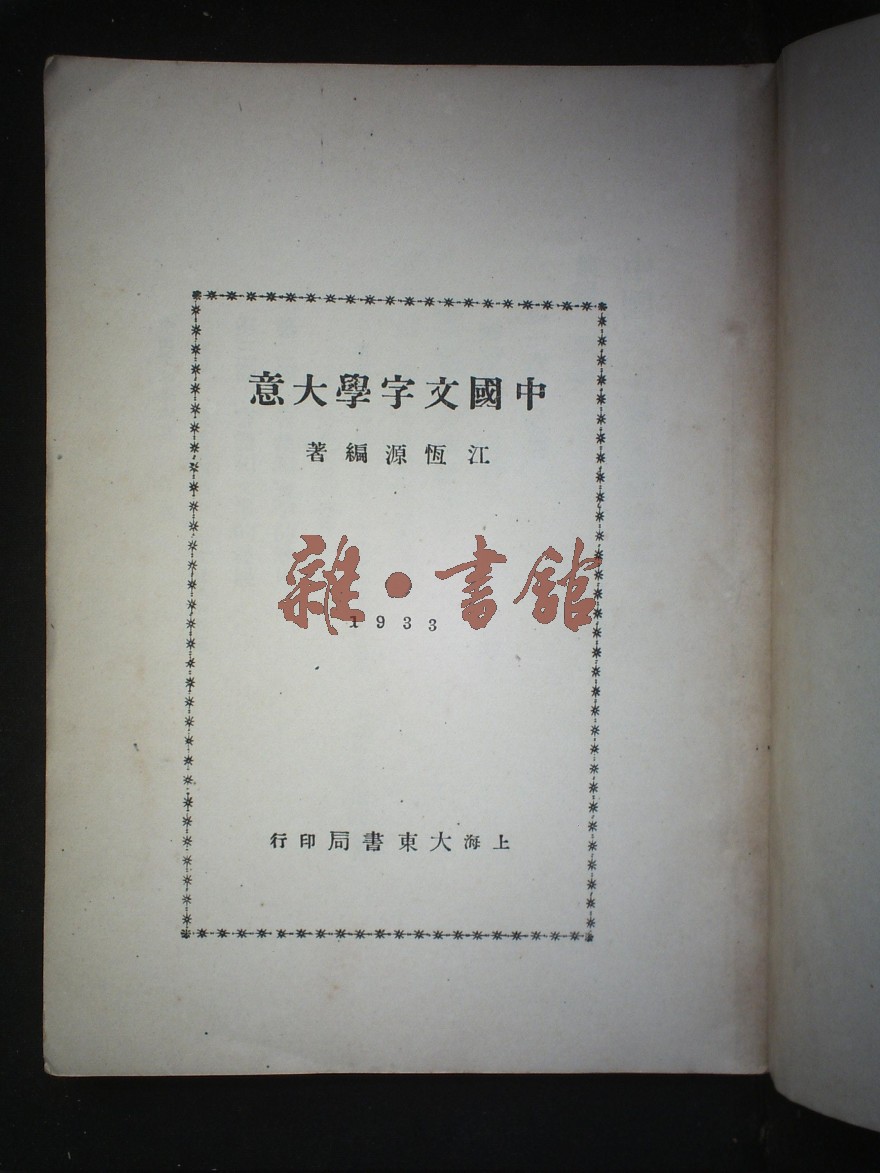 中國文字學大意
江恆源編著
雜·書館
1933
上海大東書局印行